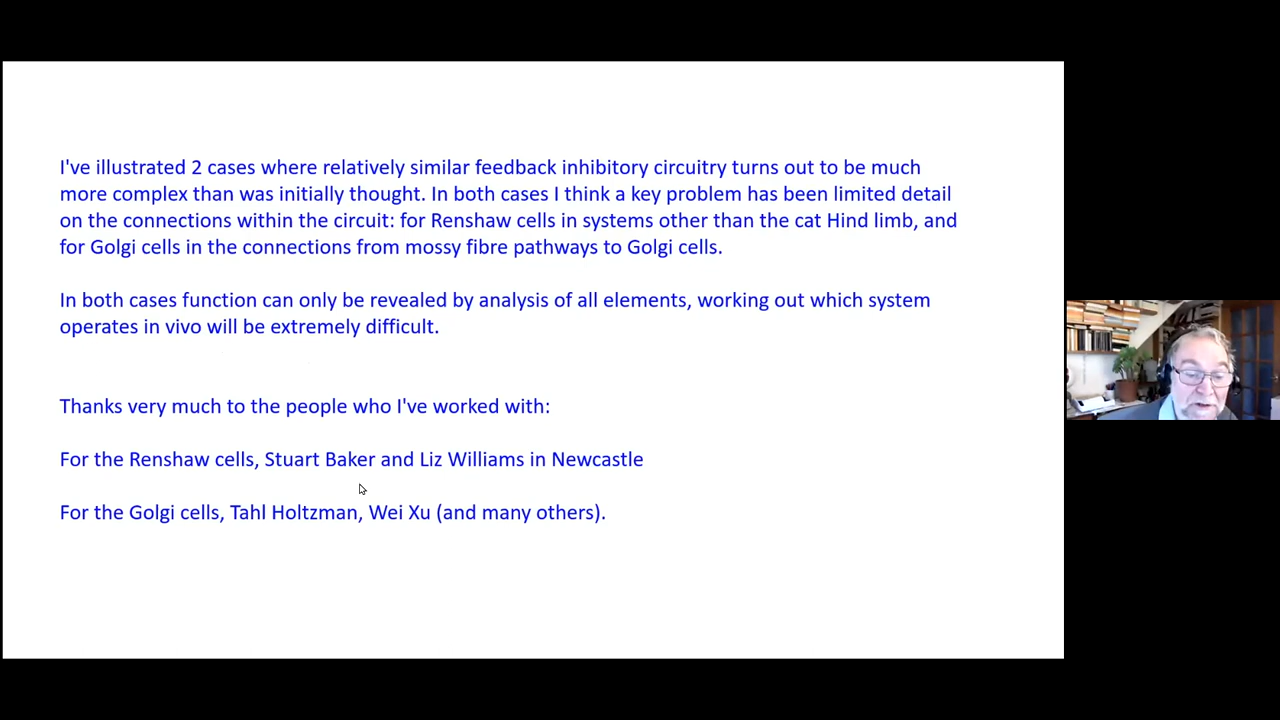 I've illustrated 2 cases where relatively similar feedback inhibitory circuitry turns out to be much
more complex than was initially thought. In both cases I think a key problem has been limited detail
on the connections within the circuit: for Renshaw cells in systems other than the cat Hind limb, and
for Golgi cells in the connections from mossy fibre pathways to Golgi cells.
In both cases function can only be revealed by analysis of all elements, working out which system
operates in vivo will be extremely difficult.
Thanks very much to the people who I've worked with:
For the Renshaw cells, Stuart Baker and Liz Williams in Newcastle
For the Golgi cells, Tahl Holtzman, Wei Xu (and many others).